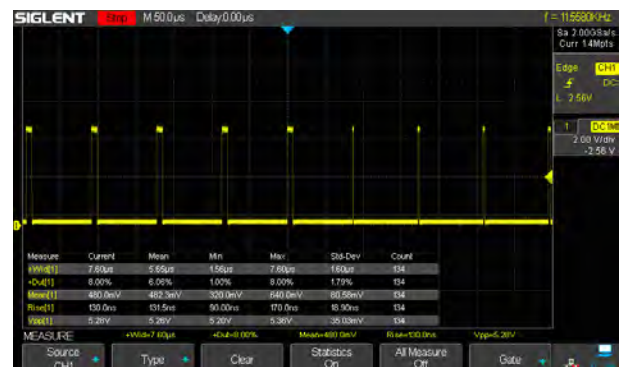 SIGLENT Stop M 50.0μs Delay:0.00μs f = 11.5580KHz
Sa 2.00GSa/s
Curr 1.4Mpts
Edge CH1
DC
L 2.56V
1 DC1M
2.00 V/div
-2.56 V
Measure Current Mean Min Max Std-Dev Count
+Wid[1] 7.60μs 5.65μs 1.56μs 7.60μs 1.60μs 134
+Dut[1] 8.00% 6.06% 1.00% 8.00% 1.79% 134
Mean[1] 480.0mV 462.3mV 320.0mV 640.0mV 80.58mV 134
Rise[1] 130.0ns 131.5ns 90.00ns 170.0ns 16.90ns 134
Vpp[1] 5.28V 5.28V 5.20V 5.36V 35.03mV 134
MEASURE +Wid=7.60μs +Dut=8.00% Mean=480.0mV Rise=130.0ns Vpp=5.28V
Source Type Clear Statistics All Measure Gate
CH1 On Off